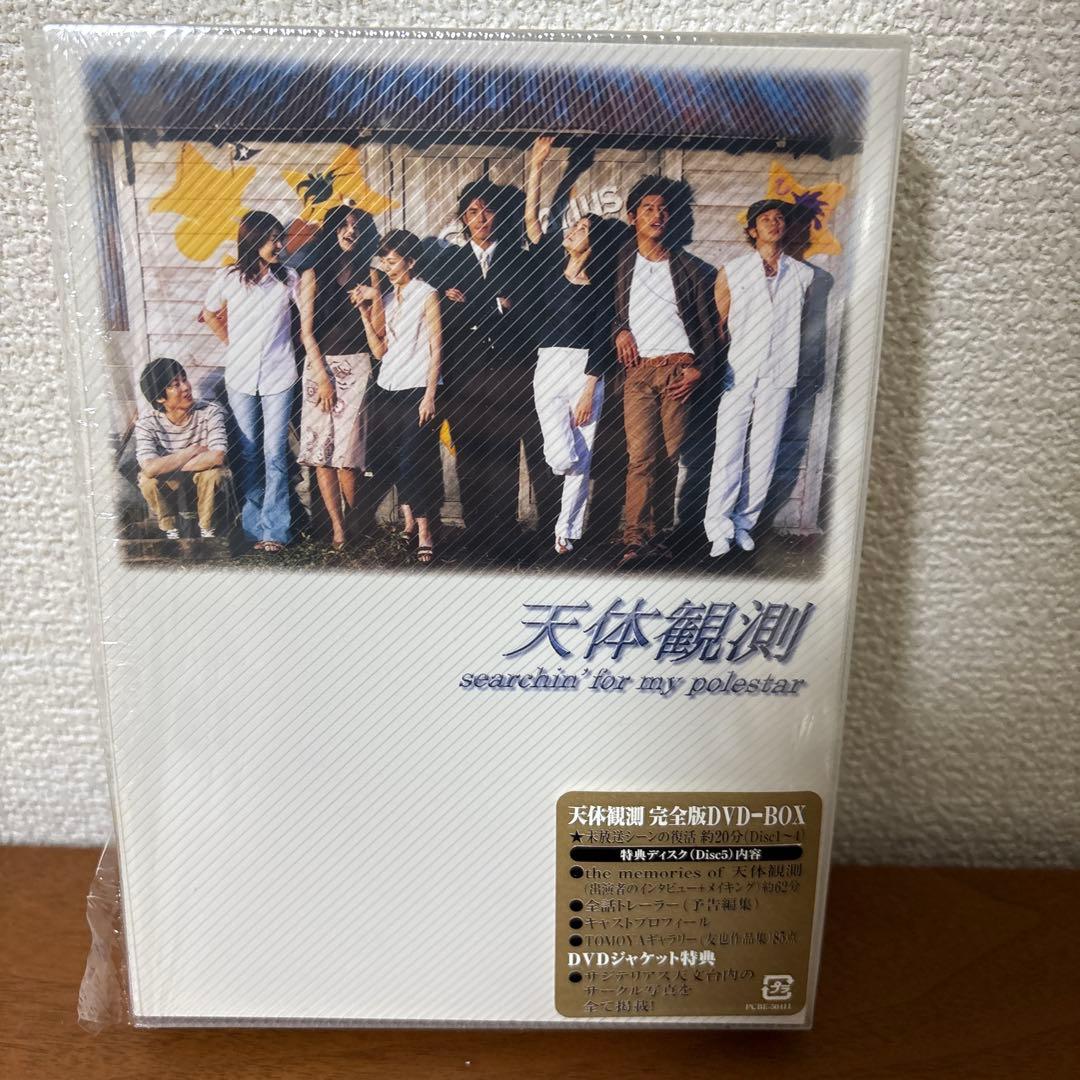 天体観測
searchin' for my polestar
天体観測 完全版DVD-BOX
★未放送シーンの復活 約20分(Disc1～4)
特典ディスク(Disc5)内容
●the memories of 天体観測
(出演者のインタビュー+メイキング)約62分
●全話トレーラー(予告編集)
●キャストプロフィール
●TOMOYAギャラリー(友也作品集)85点
DVDジャケット特典
●サジテリアス天文台内の
サークル写真を
全て掲載!
プラ
PCBE-50411